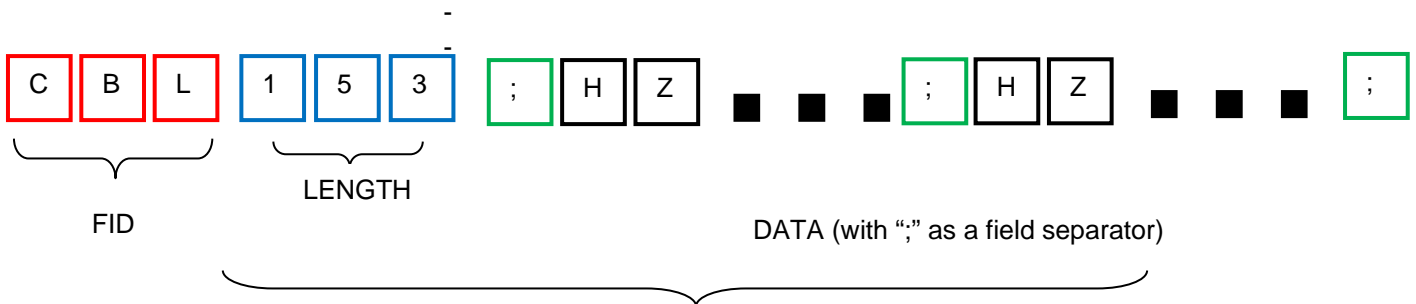 -
-
C B L 1 5 3 ; H Z ; H Z ;
LENGTH
FID
DATA (with “;” as a field separator)